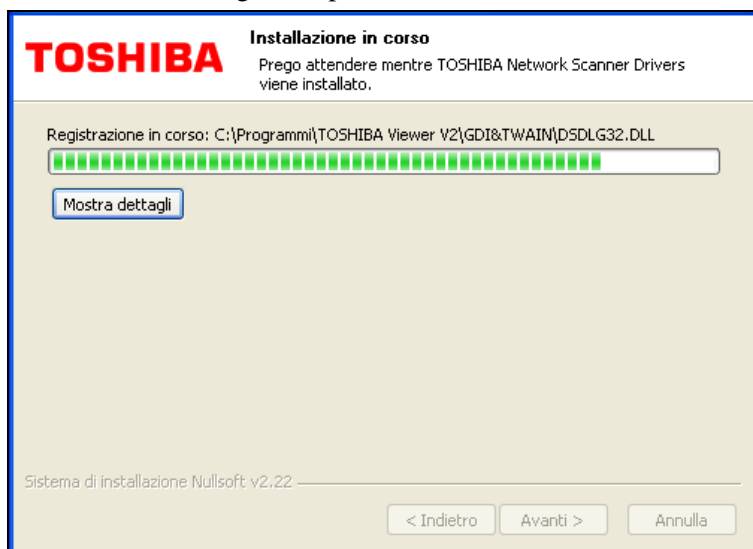 TOSHIBA
Installazione in corso
Prego attendere mentre TOSHIBA Network Scanner Drivers
viene installato.
Registrazione in corso: C:\Programmi\TOSHIBA Viewer V2\GDI&TWAIN\DSDLG32.DLL
Mostra dettagli
Sistema di installazione Nullsoft v2.22
< Indietro
Avanti >
Annulla